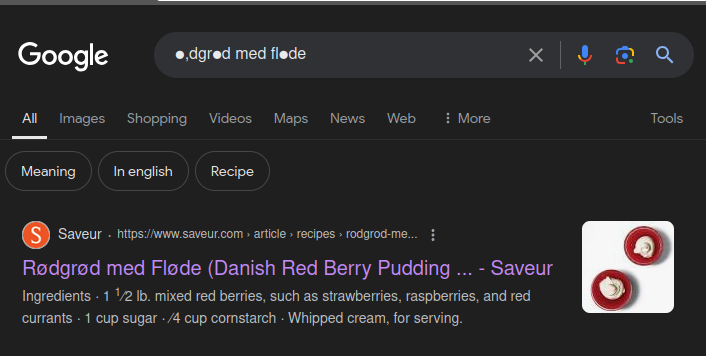 Google
●,dgr●d med fl●de
All Images Shopping Videos Maps News Web More Tools
Meaning In english Recipe
S Saveur · https://www.saveur.com › article › recipes › rodgrod-me...
Rødgrød med Fløde (Danish Red Berry Pudding ... - Saveur
Ingredients · 1 1⁄2 lb. mixed red berries, such as strawberries, raspberries, and red
currants · 1 cup sugar · ⁄4 cup cornstarch · Whipped cream, for serving.